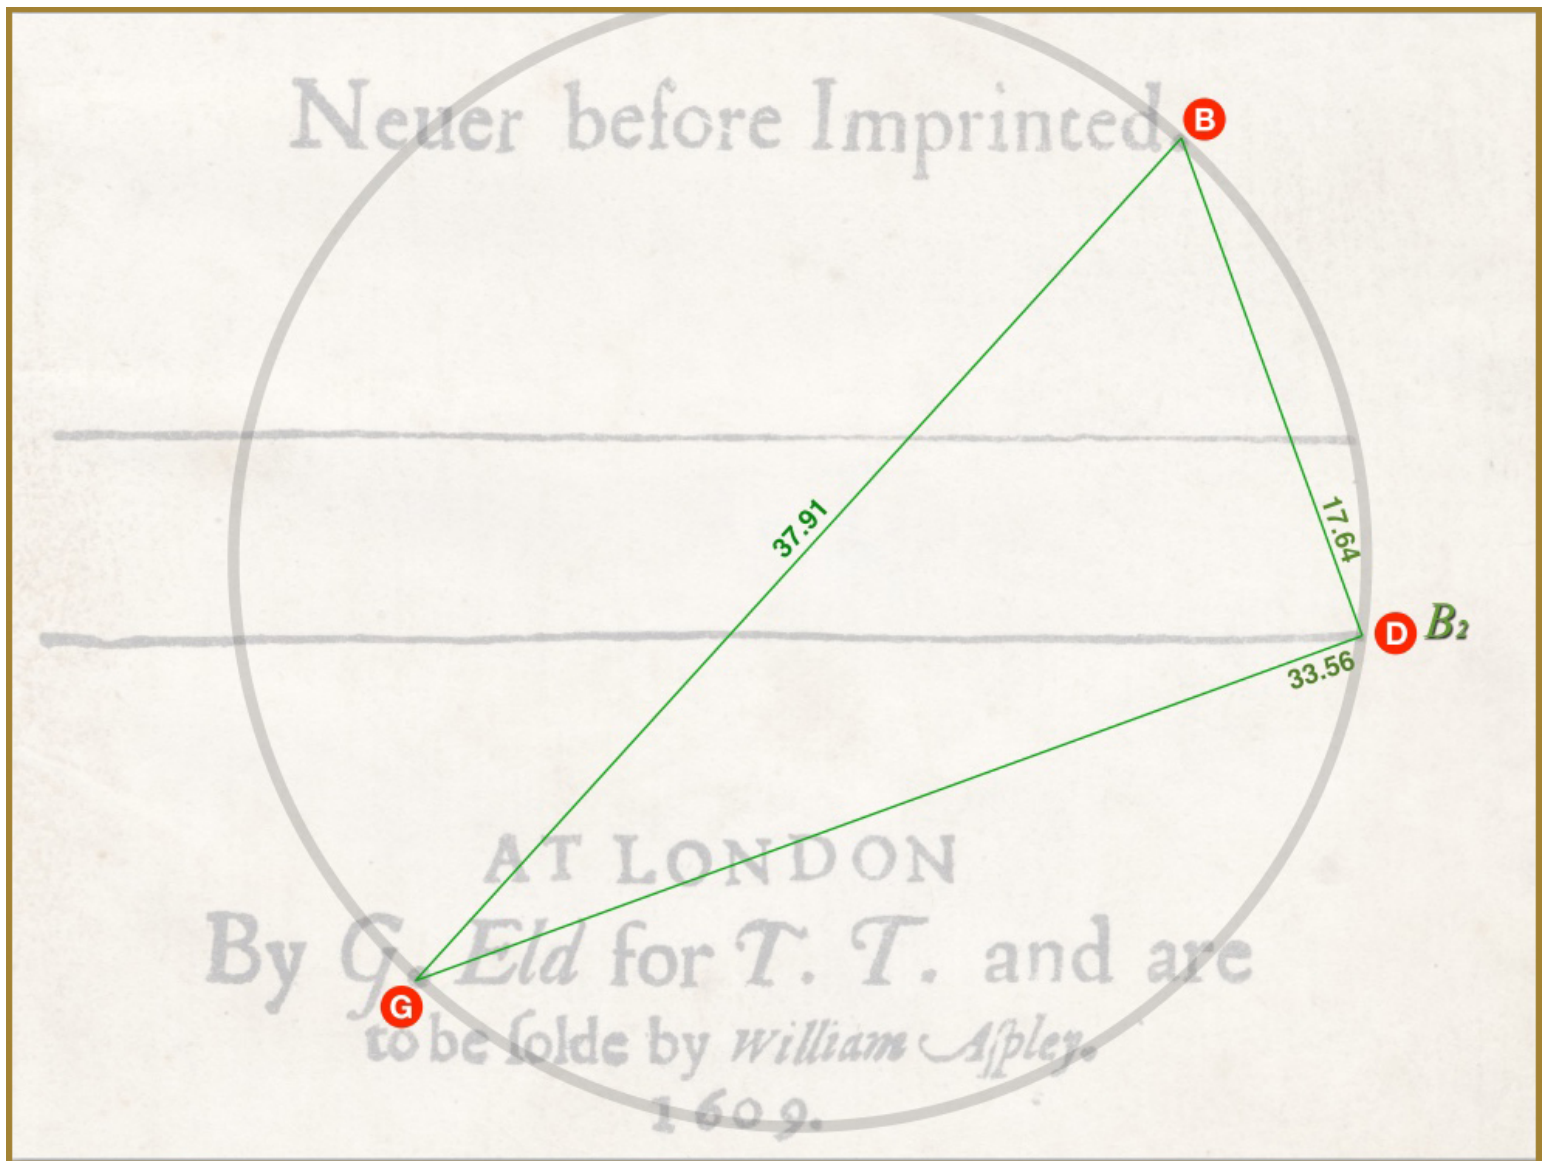 Neuer before Imprinted.
B
37.91
17.64
D B₂
33.56
AT LONDON
By G. Eld for T. T. and are
G
to be ſolde by William Aſpley.
1609.